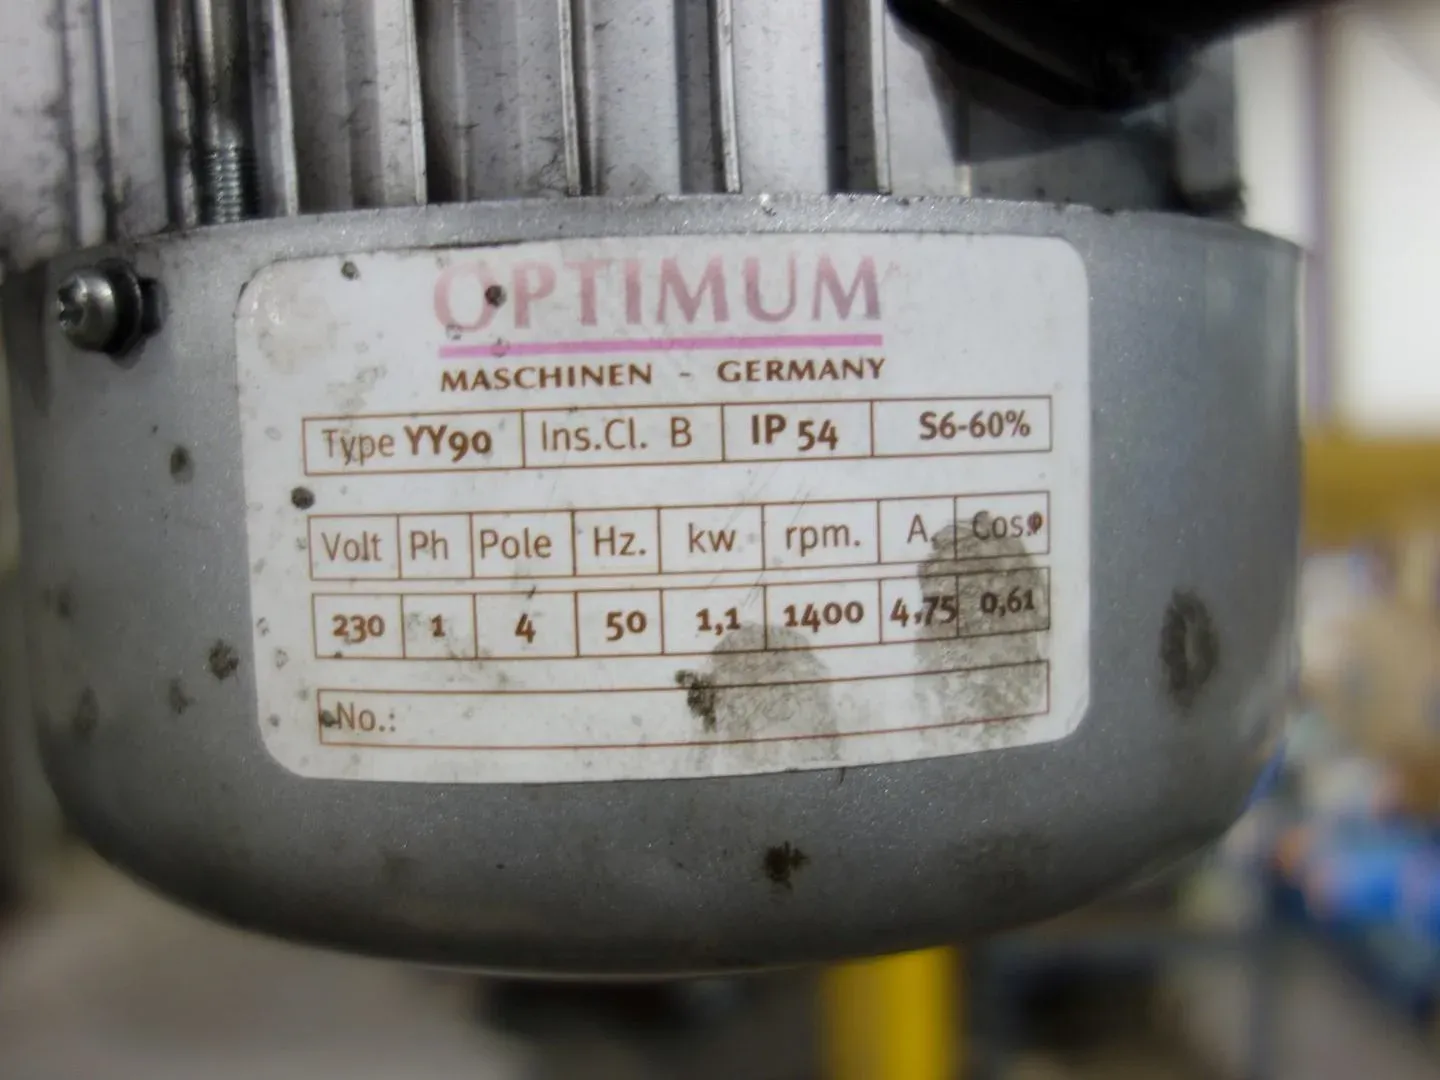 OPTIMUM
MASCHINEN - GERMANY
Type YY90 Ins.Cl. B IP 54 S6-60%
Volt Ph Pole Hz. kw rpm. A. Cos.φ
230 1 4 50 1,1 1400 4,75 0,61
No.: